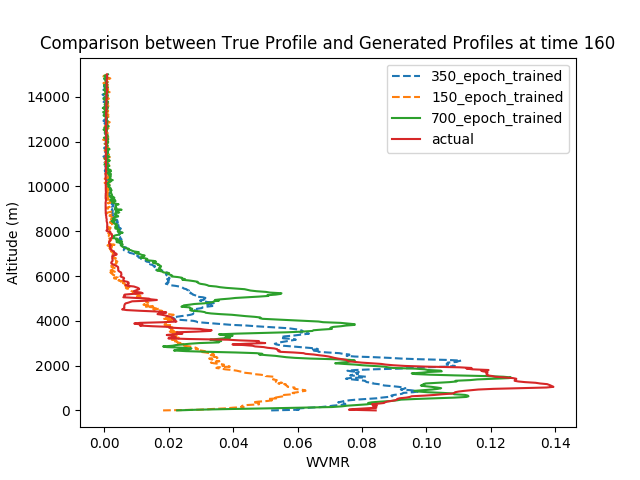 Comparison between True Profile and Generated Profiles at time 160
350_epoch_trained
150_epoch_trained
700_epoch_trained
actual
14000
12000
10000
8000
6000
4000
2000
0
Altitude (m)
0.00 0.02 0.04 0.06 0.08 0.10 0.12 0.14
WVMR